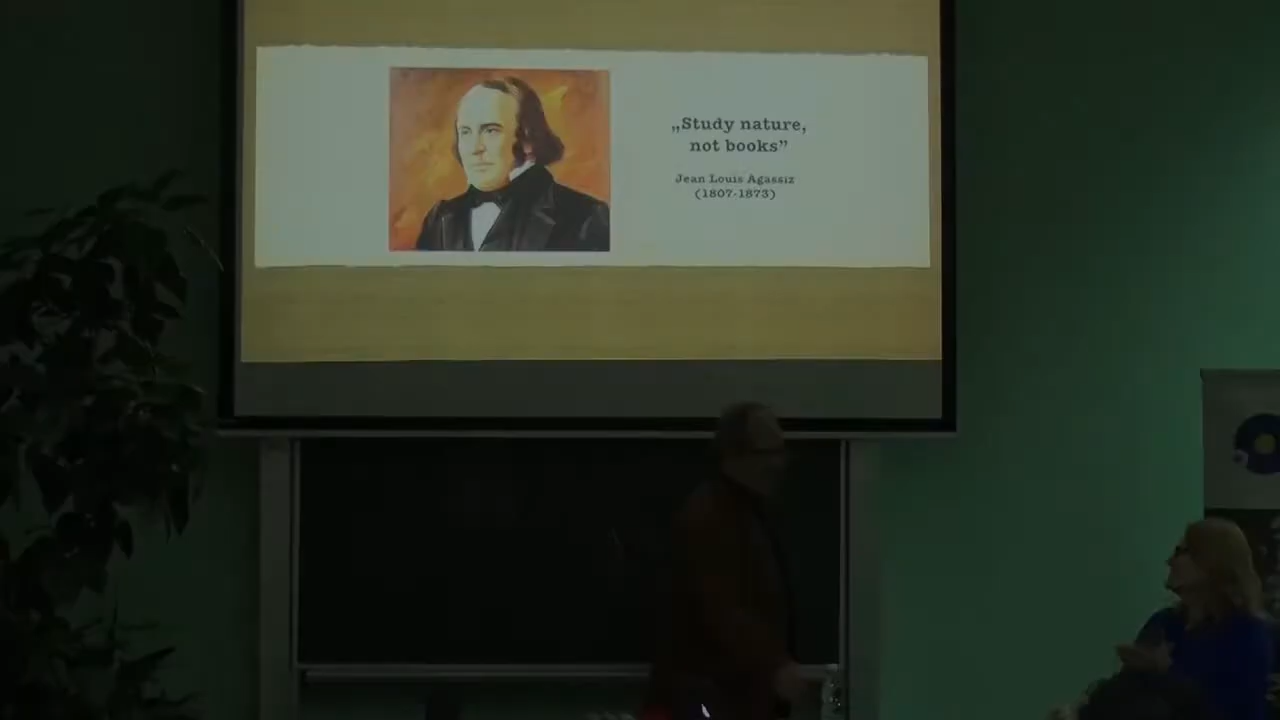 „Study nature,
not books”
Jean Louis Agassiz
(1807-1873)